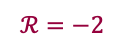 ℛ = −2